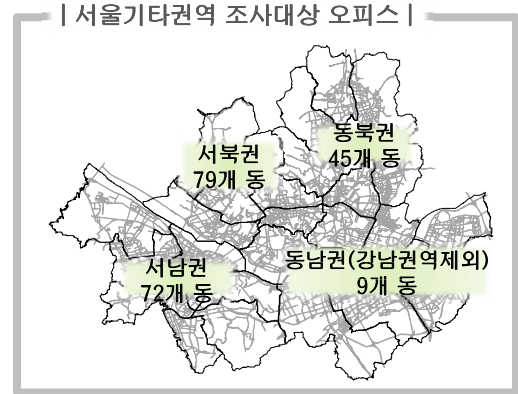 | 서울기타권역 조사대상 오피스 |
동북권
45개 동
서북권
79개 동
동남권(강남권역제외)
9개 동
서남권
72개 동